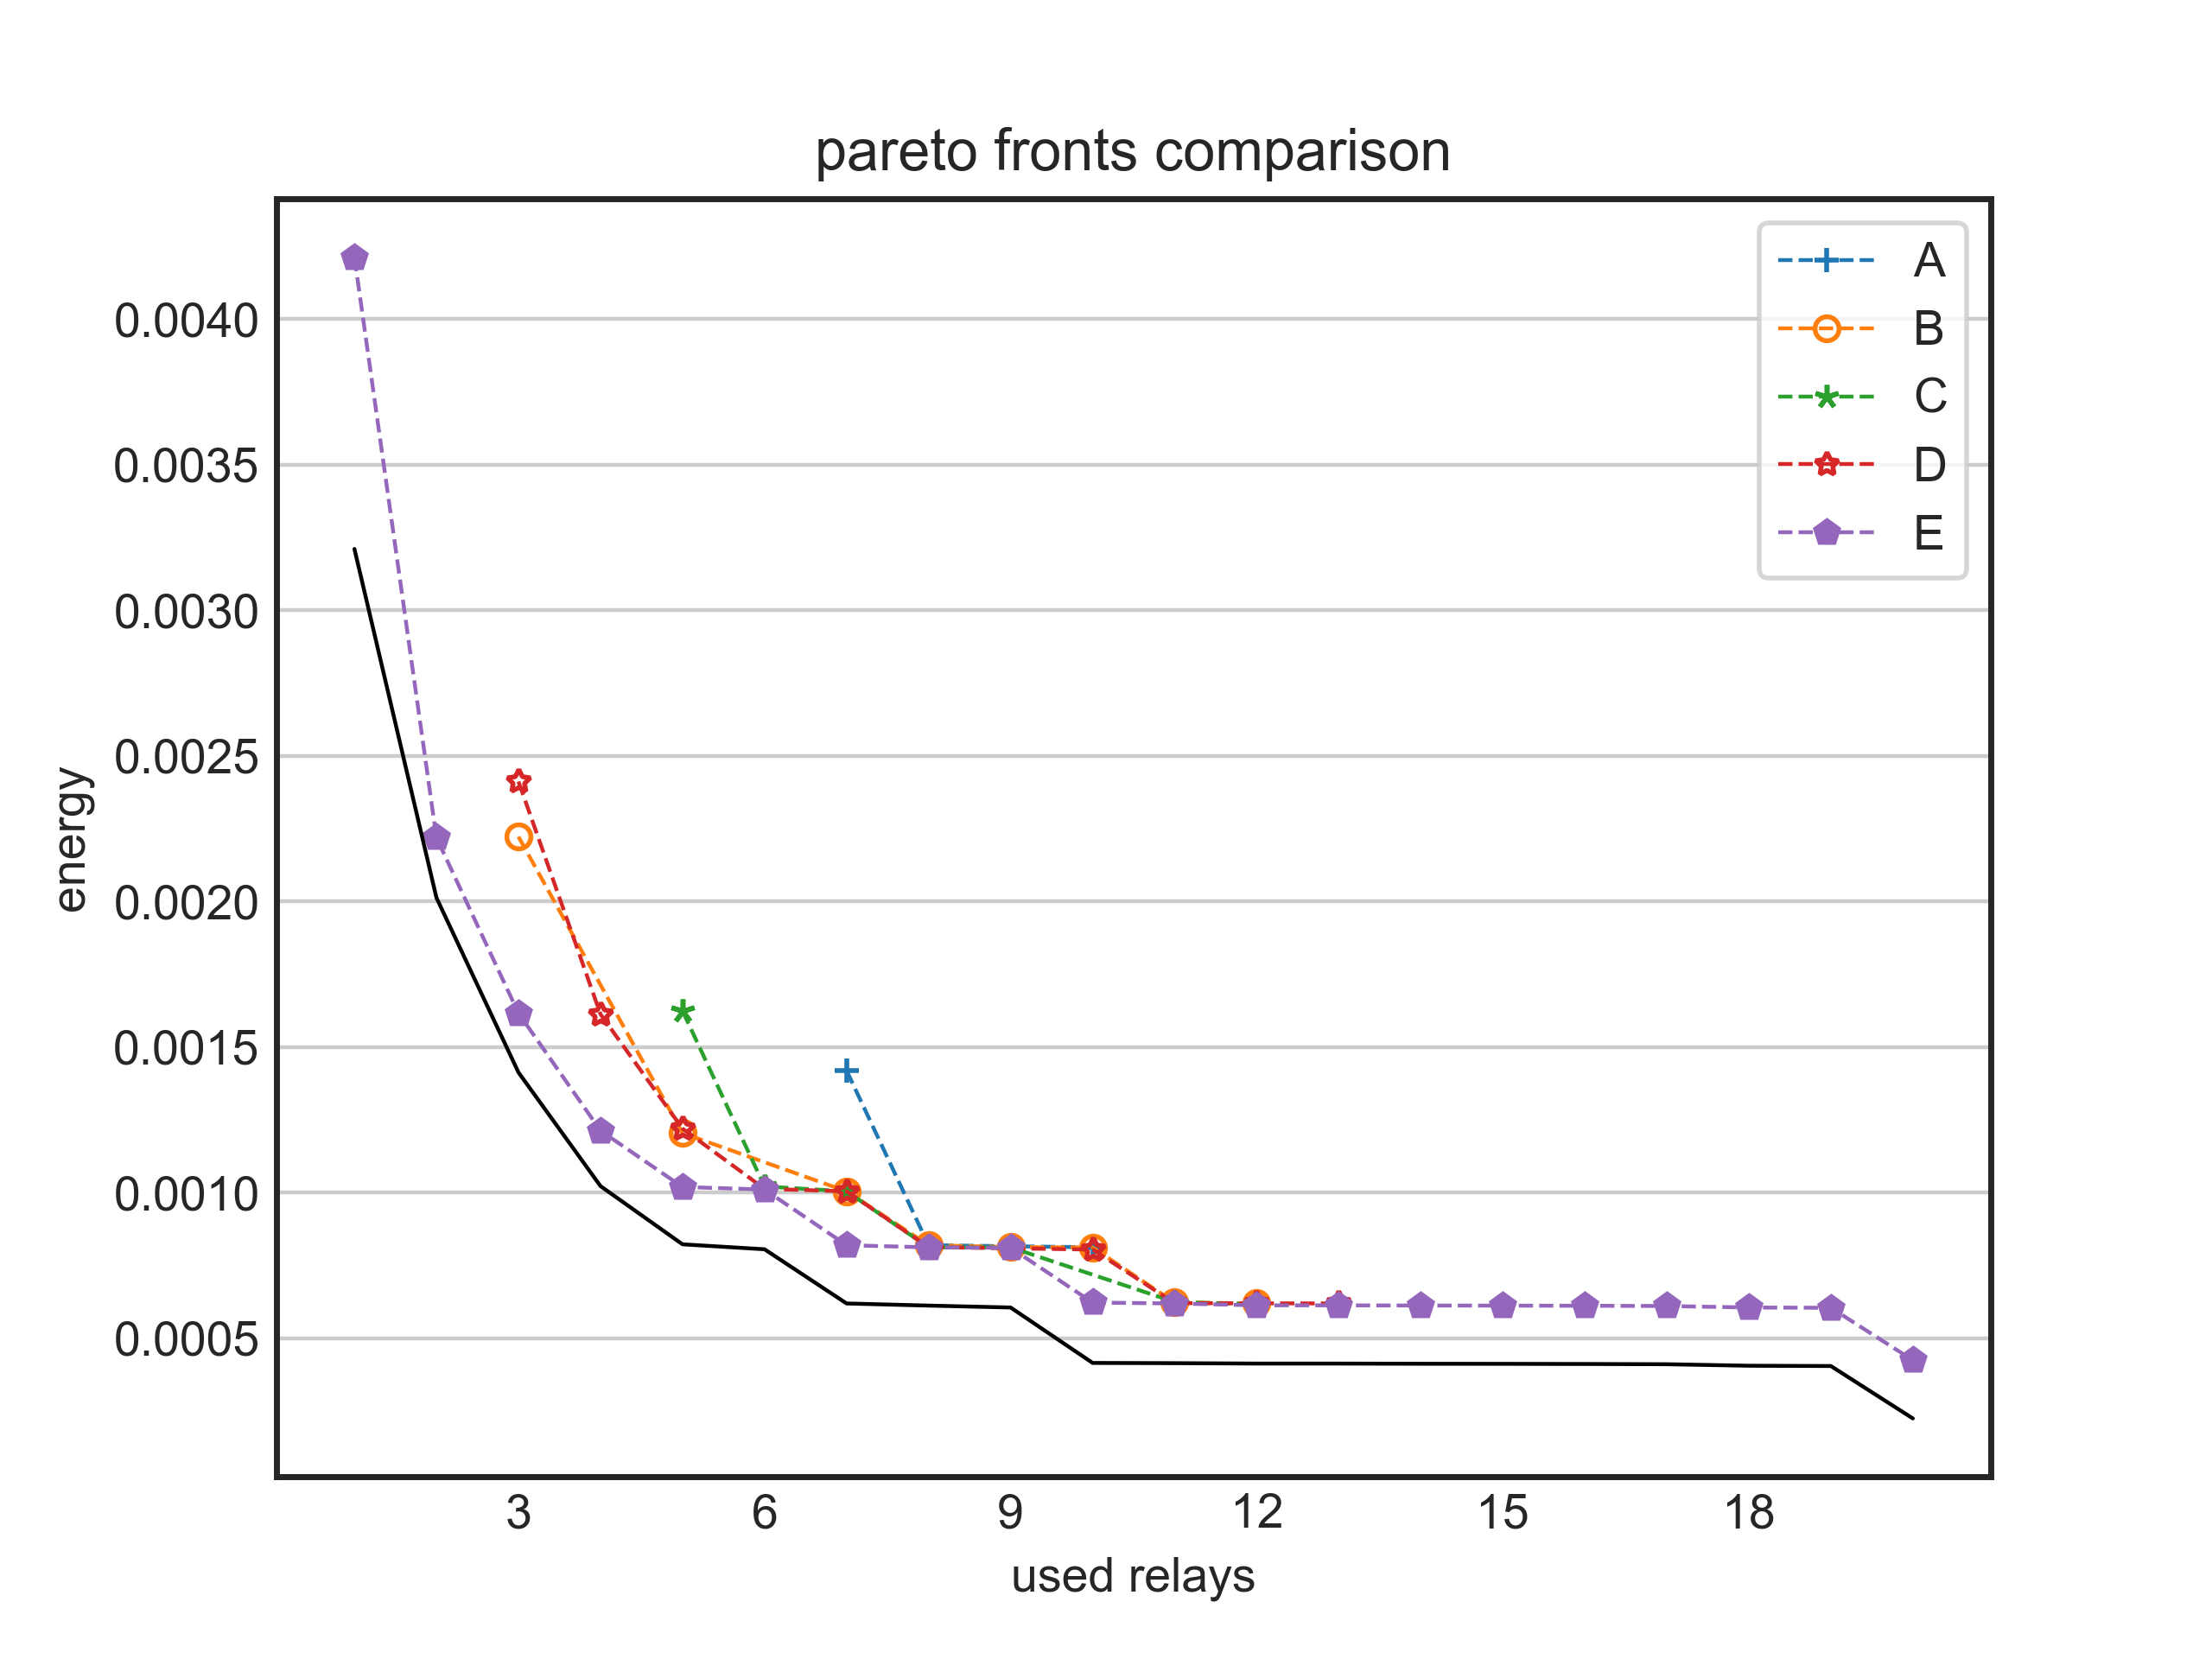 pareto fronts comparison
A
B
C
D
E
0.0040
0.0035
0.0030
0.0025
0.0020
0.0015
0.0010
0.0005
energy
3 6 9 12 15 18
used relays